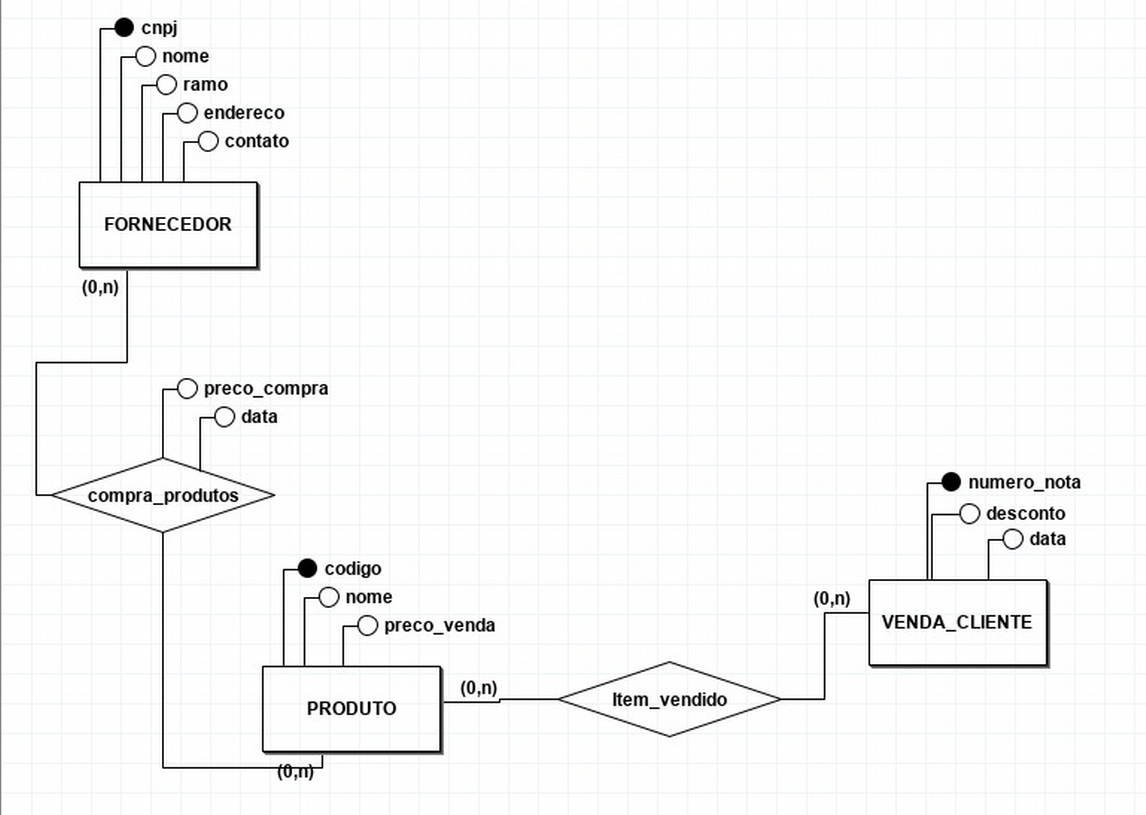 cnpj
nome
ramo
endereco
contato
FORNECEDOR
(0,n)
preco_compra
data
compra_produtos
codigo
nome
preco_venda
PRODUTO
(0,n)
(0,n)
Item_vendido
(0,n)
numero_nota
desconto
data
VENDA_CLIENTE